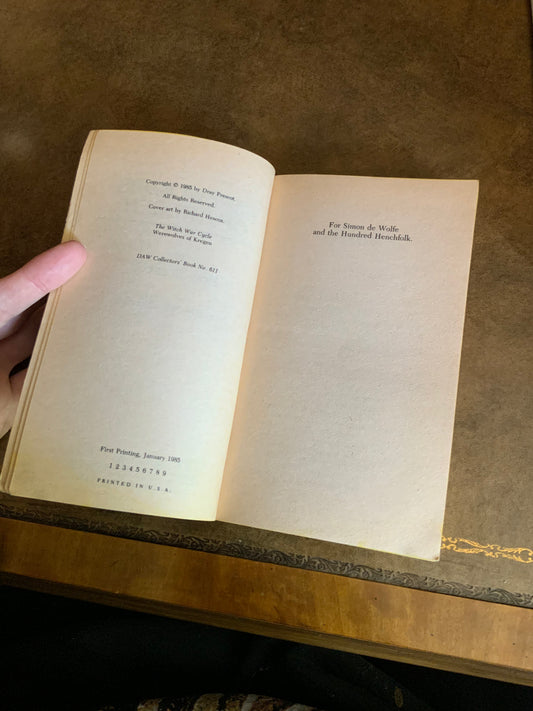 Copyright © 1985 by Dray Prescot.
All Rights Reserved.
Cover art by Richard Hescox.
The Witch War Cycle
Werewolves of Kregen
DAW Collectors' Book No. 611
First Printing, January 1985
1 2 3 4 5 6 7 8 9
PRINTED IN U.S.A.
For Simon de Wolfe
and the Hundred Henchfolk.